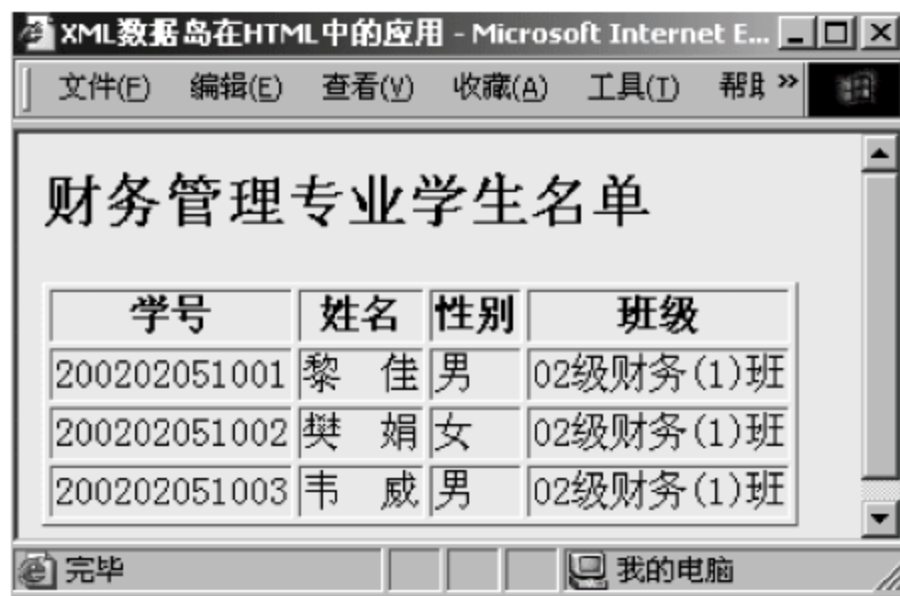 XML数据岛在HTML中的应用 - Microsoft Internet E...
文件(F) 编辑(E) 查看(V) 收藏(A) 工具(T) 帮助 »
财务管理专业学生名单
学号 姓名 性别 班级
200202051001 黎　佳 男 02级财务(1)班
200202051002 樊　娟 女 02级财务(1)班
200202051003 韦　威 男 02级财务(1)班
完毕 我的电脑